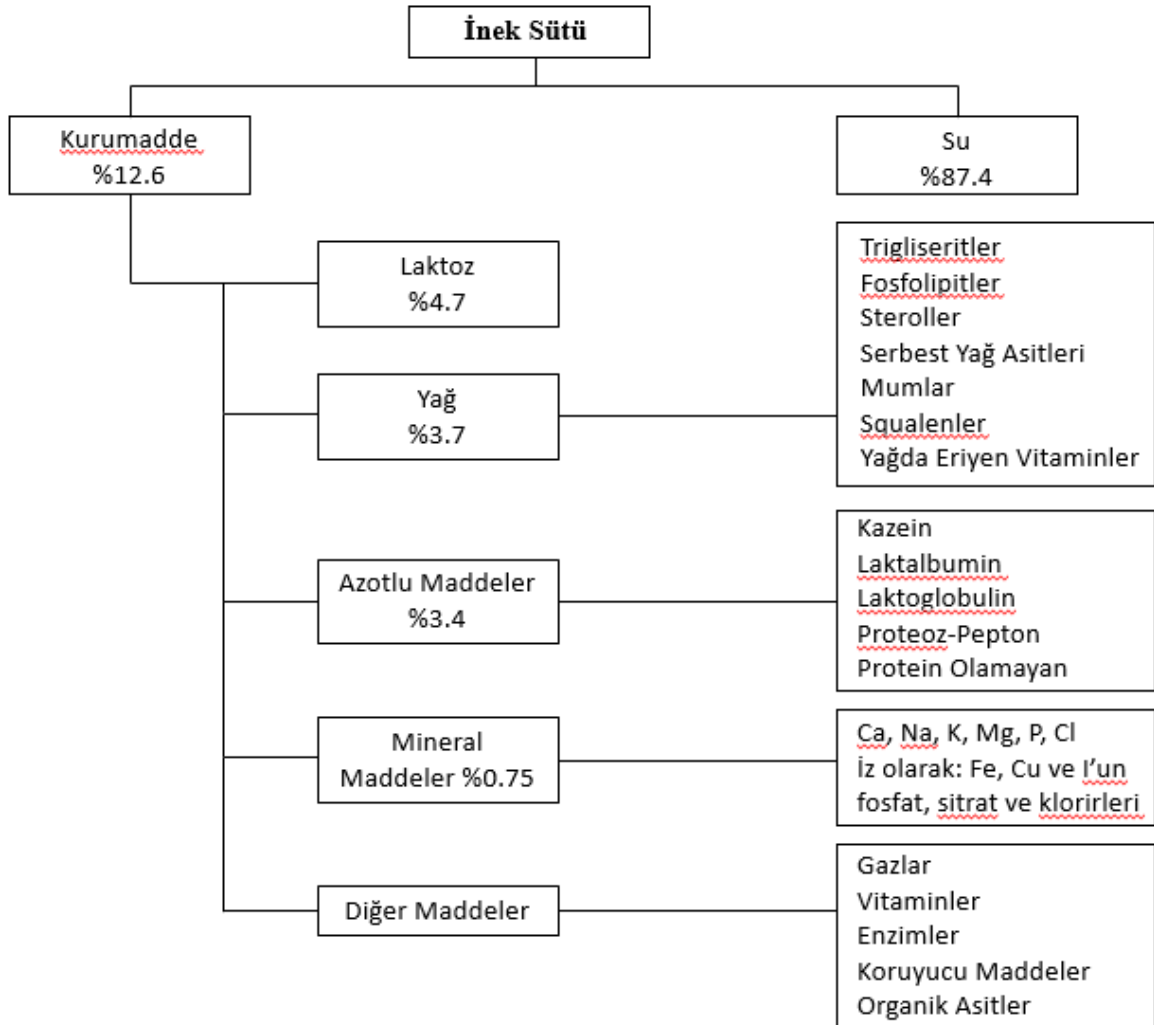 İnek Sütü
Kurumadde
%12.6
Su
%87.4
Laktoz
%4.7
Yağ
%3.7
Trigliseritler
Fosfolipitler
Steroller
Serbest Yağ Asitleri
Mumlar
Squalenler
Yağda Eriyen Vitaminler
Azotlu Maddeler
%3.4
Kazein
Laktalbumin
Laktoglobulin
Proteoz-Pepton
Protein Olamayan
Mineral
Maddeler %0.75
Ca, Na, K, Mg, P, Cl
İz olarak: Fe, Cu ve I’un
fosfat, sitrat ve klorirleri
Diğer Maddeler
Gazlar
Vitaminler
Enzimler
Koruyucu Maddeler
Organik Asitler